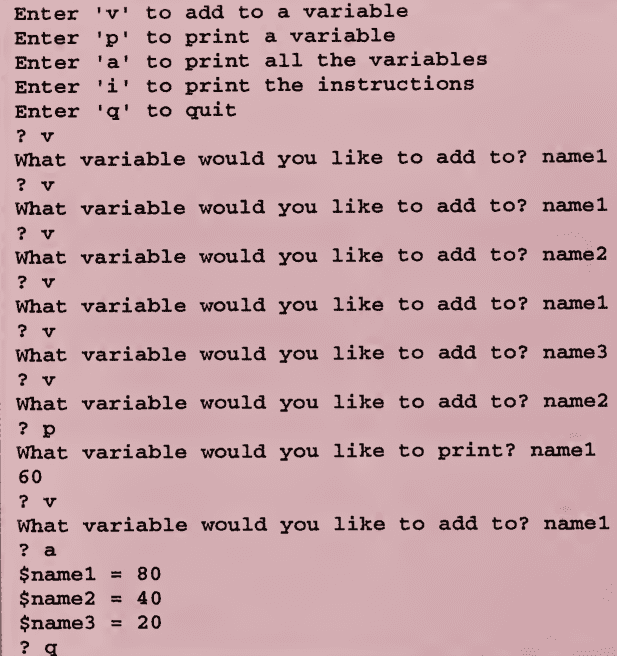 Enter 'v' to add to a variable
Enter 'p' to print a variable
Enter 'a' to print all the variables
Enter 'i' to print the instructions
Enter 'q' to quit
? v
What variable would you like to add to? name1
? v
What variable would you like to add to? name1
? v
What variable would you like to add to? name2
? v
What variable would you like to add to? name1
? v
What variable would you like to add to? name3
? v
What variable would you like to add to? name2
? p
What variable would you like to print? name1
60
? v
What variable would you like to add to? name1
? a
$name1 = 80
$name2 = 40
$name3 = 20
? q